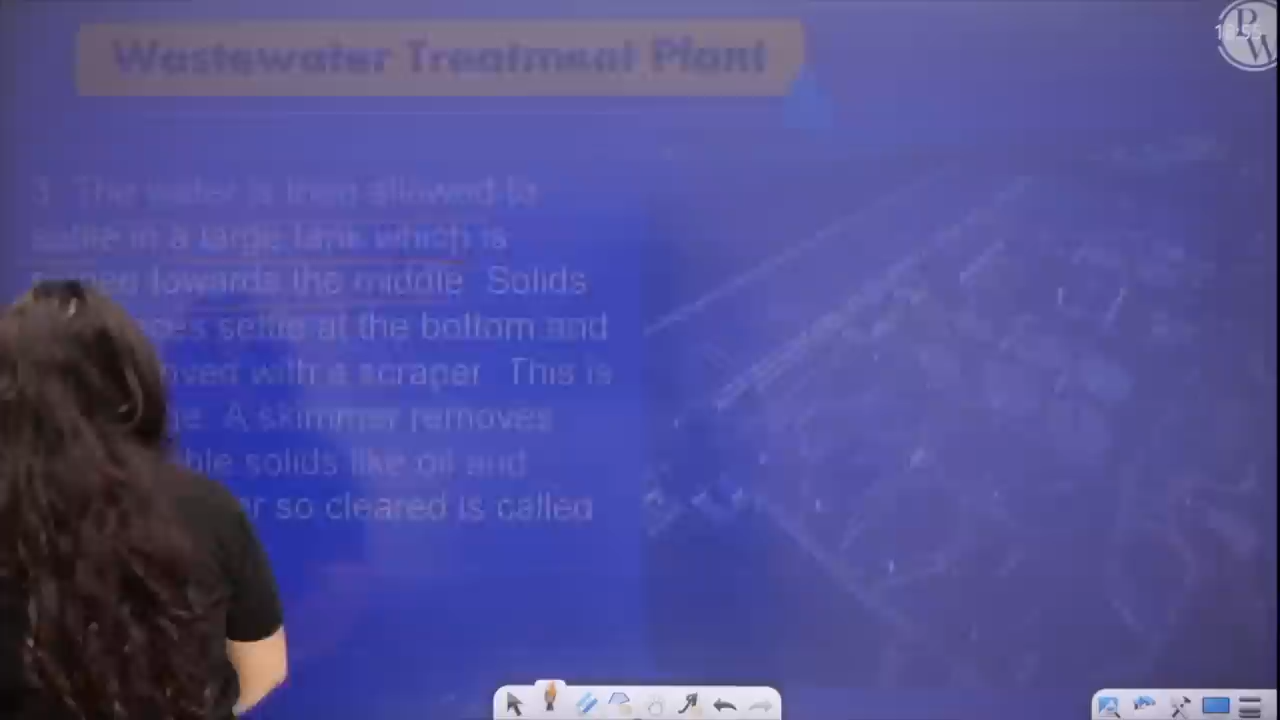 Wastewater Treatment Plant
3. The water is then allowed to
settle in a large tank which is
towards the middle. Solids
settle at the bottom and
with a scraper. This is
A skimmer removes
solids like oil and
so cleared is called
PW